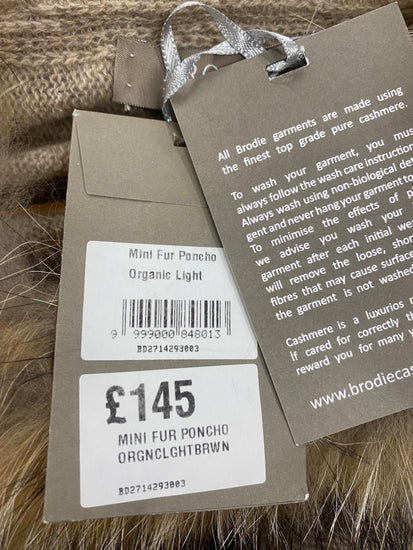 All Brodie garments are made using
the finest top grade pure cashmere.
To wash your garment, you must
always follow the wash care instruction
Always wash using non-biological de
gent and never hang your garment to
To minimise the effects of
we advise you wash your
garment after each initial we
will remove the loose, sho
fibres that may cause surface
the garment is not washe
Cashmere is a luxurios
if cared for correctly th
reward you for many
www.brodiecas
Mini Fur Poncho
Organic Light
9 999000 848013
BD2714293003
£145
MINI FUR PONCHO
ORGNCLGHTBRWN
BD2714293003